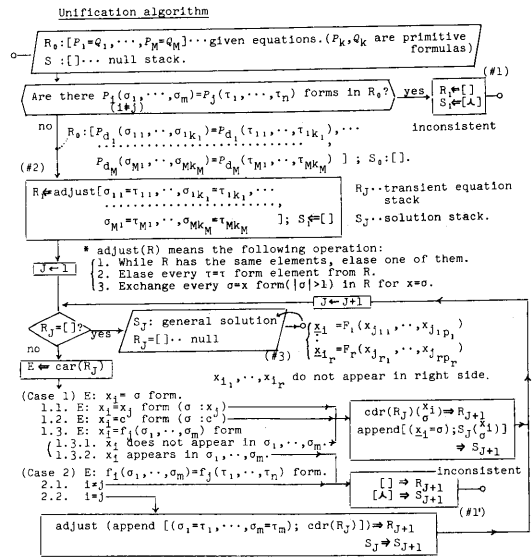 Unification algorithm
R₀:[P₁=Q₁,···,P_M=Q_M]···given equations.(P_k,Q_k are primitive
formulas)
S :[]··· null stack.
(#1)
Are there P_i(σ₁,··,σ_m)=P_j(τ₁,··,τ_n) forms in R₀?
(i≠j)
yes
R₁⇐[]
S₁⇐[⅄]
inconsistent
no
R₀:[P_d₁(σ₁₁,··,σ₁k₁)=P_d₁(τ₁₁,··,τ₁k₁),··
P_d_M(σ_M1,··,σ_Mk_M)=P_d_M(τ_M1,··,τ_Mk_M) ] ; S₀:[].
(#2)
R₁⇐adjust[σ₁₁=τ₁₁,··,σ₁k₁=τ₁k₁,··
σ_M1=τ_M1,··,σ_Mk_M=τ_Mk_M ]; S₁⇐[]
R_J··transient equation
stack
S_J··solution stack.
* adjust(R) means the following operation:
1. While R has the same elements, elase one of them.
2. Elase every τ=τ form element from R.
3. Exchange every σ=x form(|σ|>1) in R for x=σ.
J←1
J←J+1
R_J=[]?
yes
S_J: general solution
R_J=[]·· null
(#3)
x_i₁=F₁(x_j₁₁,··,x_j₁p₁)
:
x_i_r=F_r(x_j_r₁,··,x_j_rp_r)
no
E ⇐ car(R_J)
x_i₁,··,x_i_r do not appear in right side.
(Case 1) E: x_i= σ form.
1.1. E: x_i=x_j form (σ :x_j)
1.2. E: x_i=c form (σ :c)
1.3. E: x_i=f_i(σ₁,··,σ_m) form
1.3.1. x_i does not appear in σ₁,··,σ_m.
1.3.2. x_i appears in σ₁,··,σ_m.
cdr(R_J)(x_i/σ)⇒R_J+1
append[(x_i=σ);S_J(x_i/σ)]
⇒ S_J+1
(Case 2) E: f_i(σ₁,··,σ_m)=f_j(τ₁,··,τ_n) form.
2.1. i≠j
2.2. i=j
inconsistent
[] ⇒ R_J+1
[⅄] ⇒ S_J+1
(#1')
adjust (append [(σ₁=τ₁,··,σ_m=τ_m); cdr(R_J)])⇒R_J+1
S_J⇒S_J+1